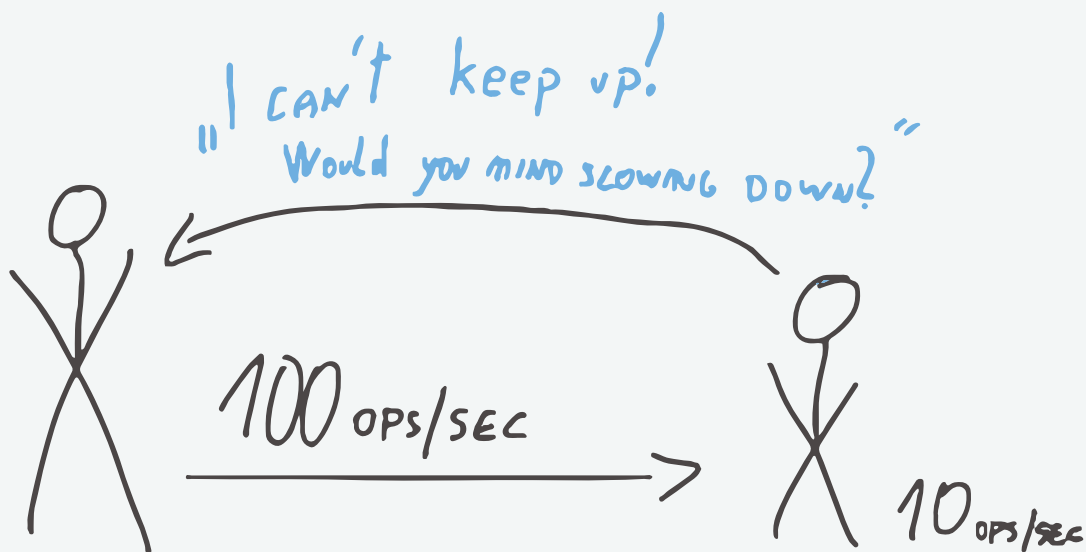 „I CAN't keep up!
Would you MIND SLOWING DOWN?“
100 OPS/SEC
10 OPS/SEC